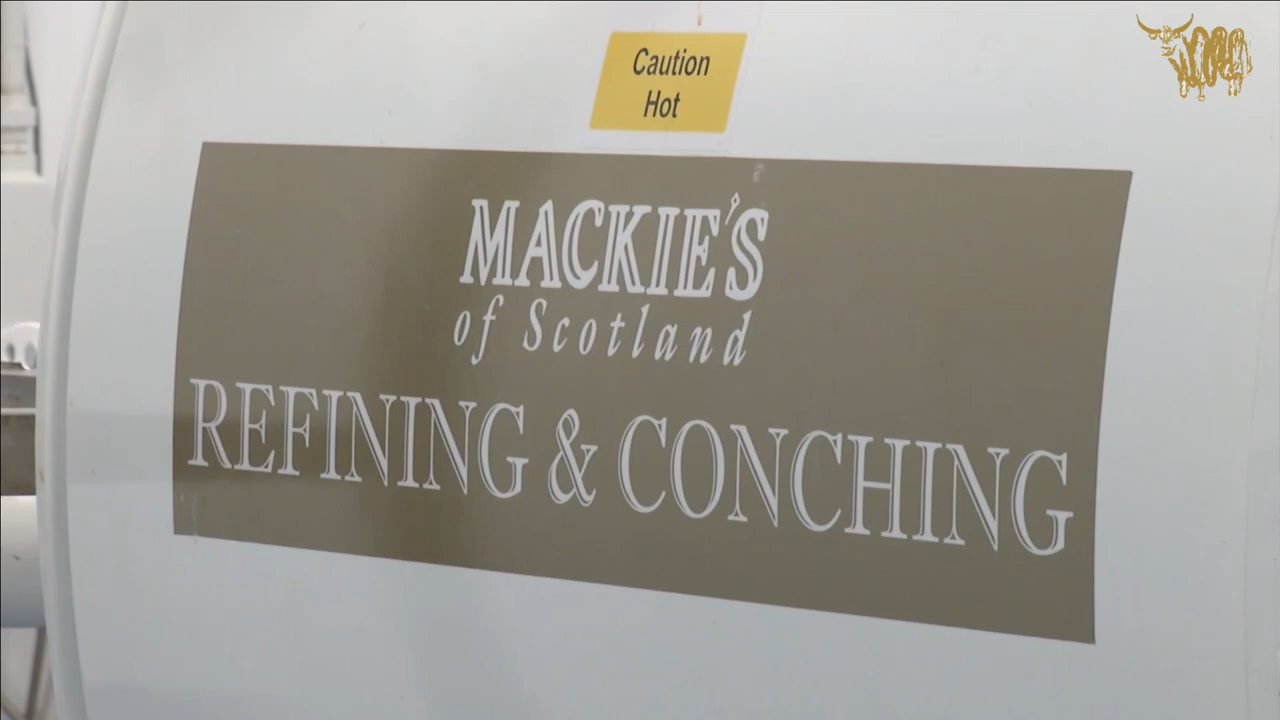 Caution
Hot
MACKIE'S
of Scotland
REFINING & CONCHING